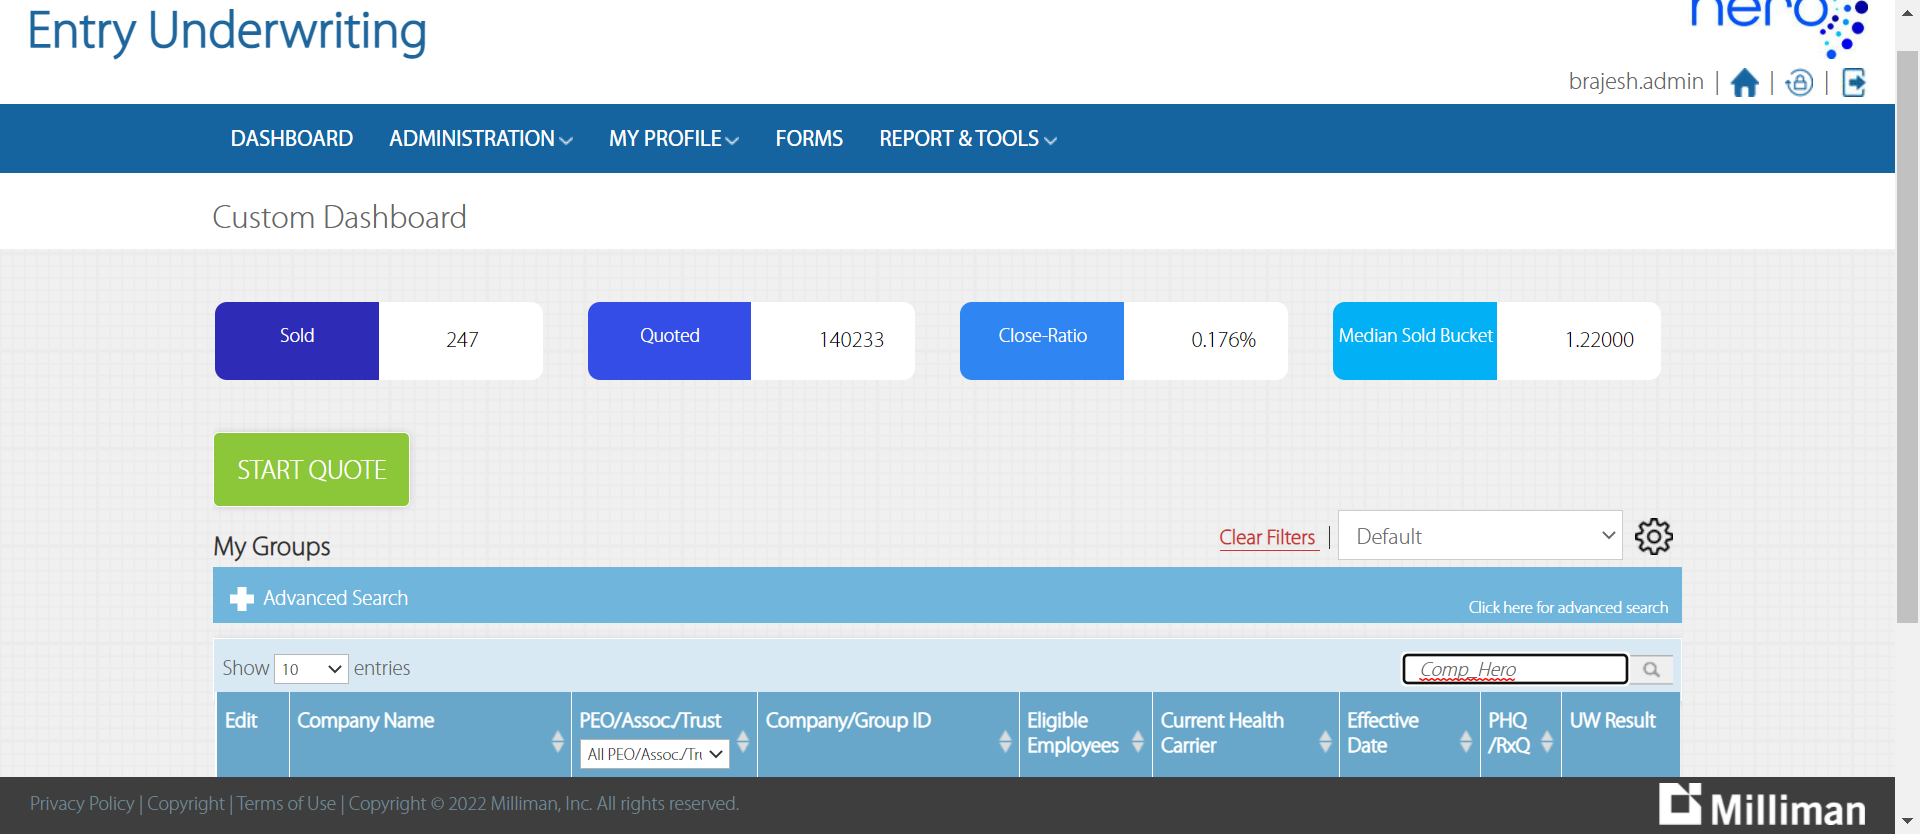 Entry Underwriting
hero
brajesh.admin | | |
DASHBOARD ADMINISTRATION MY PROFILE FORMS REPORT & TOOLS
Custom Dashboard
Sold 247 Quoted 140233 Close-Ratio 0.176% Median Sold Bucket 1.22000
START QUOTE
My Groups Clear Filters | Default
Advanced Search Click here for advanced search
Show 10 entries Comp_Hero
Edit Company Name PEO/Assoc./Trust Company/Group ID Eligible Current Health Effective PHQ UW Result
Employees Carrier Date /RxQ
All PEO/Assoc./Tru
Privacy Policy | Copyright | Terms of Use | Copyright © 2022 Milliman, Inc. All rights reserved.
Milliman